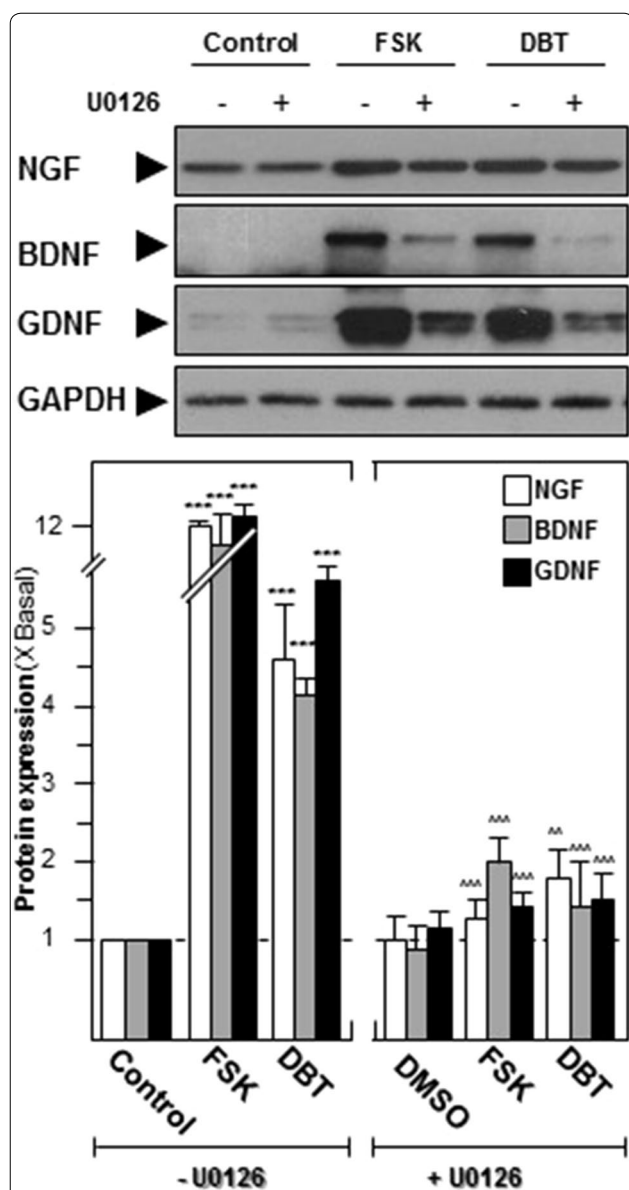 Control FSK DBT
U0126 - + - + - +
NGF
BDNF
GDNF
GAPDH
Protein expression(X Basal)
12
5
4
3
2
1
*** *** ***
*** *** ***
NGF
BDNF
GDNF
^^^ ^^^ ^^^
^^ ^^^ ^^^
Control FSK DBT DMSO FSK DBT
- U0126 + U0126